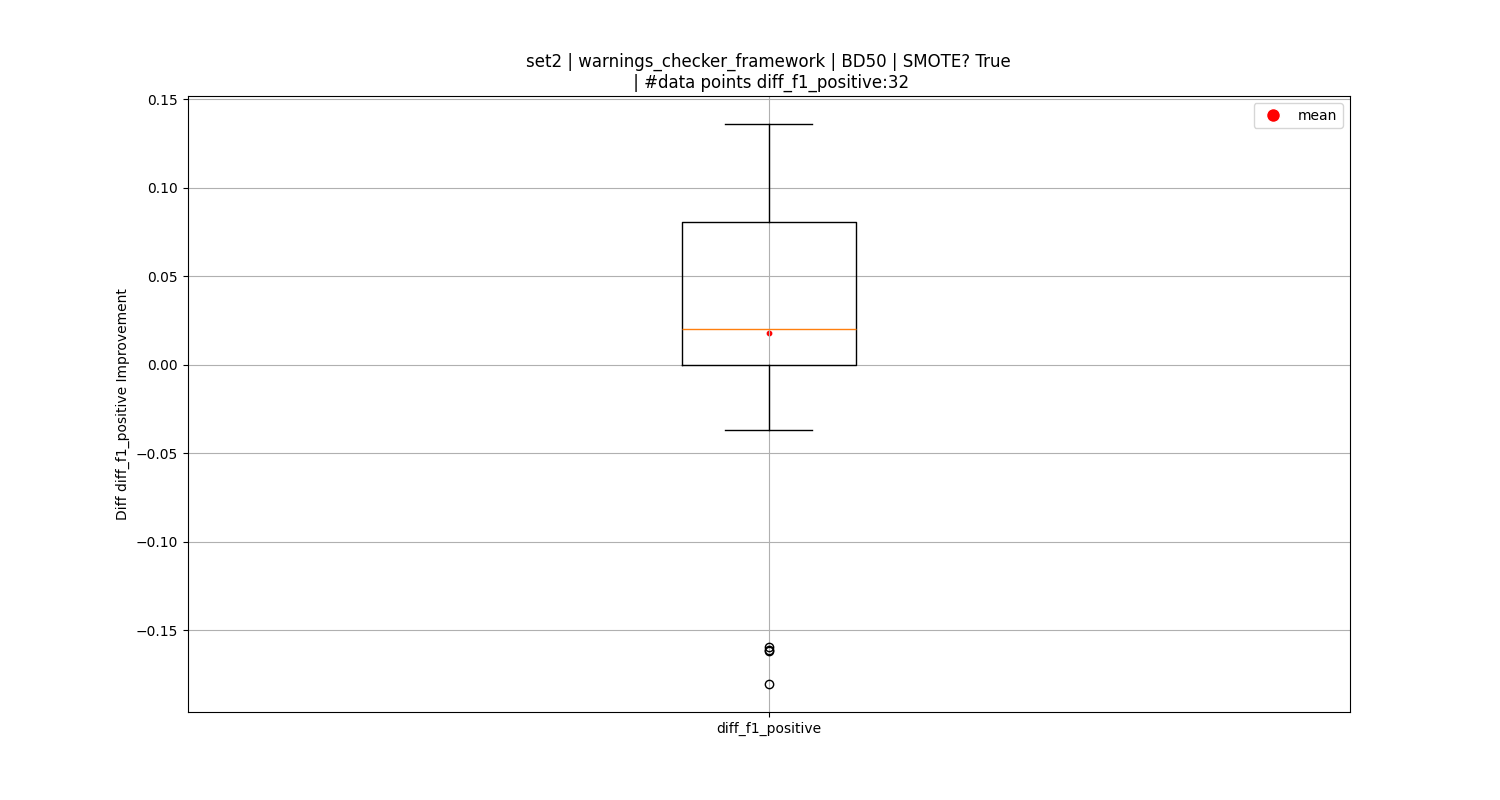 set2 | warnings_checker_framework | BD50 | SMOTE? True
| #data points diff_f1_positive:32
mean
0.15
0.10
0.05
0.00
−0.05
−0.10
−0.15
Diff diff_f1_positive Improvement
diff_f1_positive